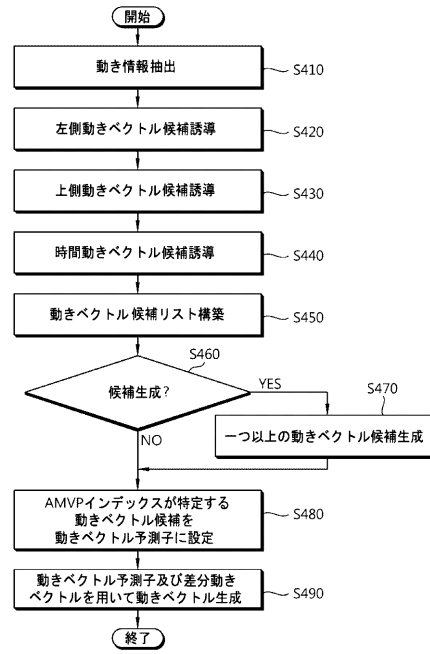 開始
動き情報抽出
S410
左側動きベクトル候補誘導
S420
上側動きベクトル候補誘導
S430
時間動きベクトル候補誘導
S440
動きベクトル候補リスト構築
S450
S460
候補生成?
YES
S470
NO
一つ以上の動きベクトル候補生成
AMVPインデックスが特定する
動きベクトル候補を
動きベクトル予測子に設定
S480
動きベクトル予測子及び差分動き
ベクトルを用いて動きベクトル生成
S490
終了